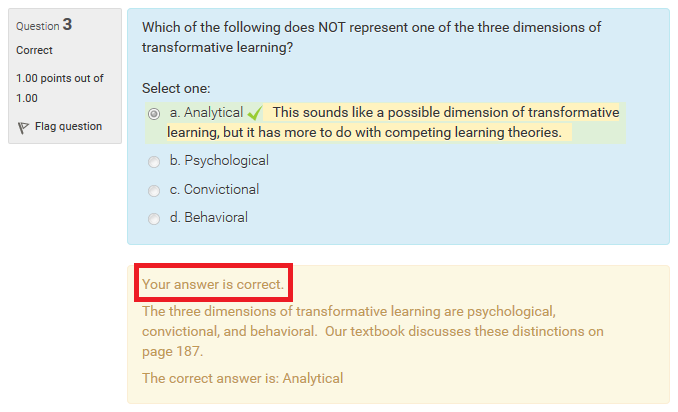 Question 3
Correct
1.00 points out of
1.00
Flag question
Which of the following does NOT represent one of the three dimensions of
transformative learning?
Select one:
a. Analytical This sounds like a possible dimension of transformative
learning, but it has more to do with competing learning theories.
b. Psychological
c. Convictional
d. Behavioral
Your answer is correct.
The three dimensions of transformative learning are psychological,
convictional, and behavioral. Our textbook discusses these distinctions on
page 187.
The correct answer is: Analytical